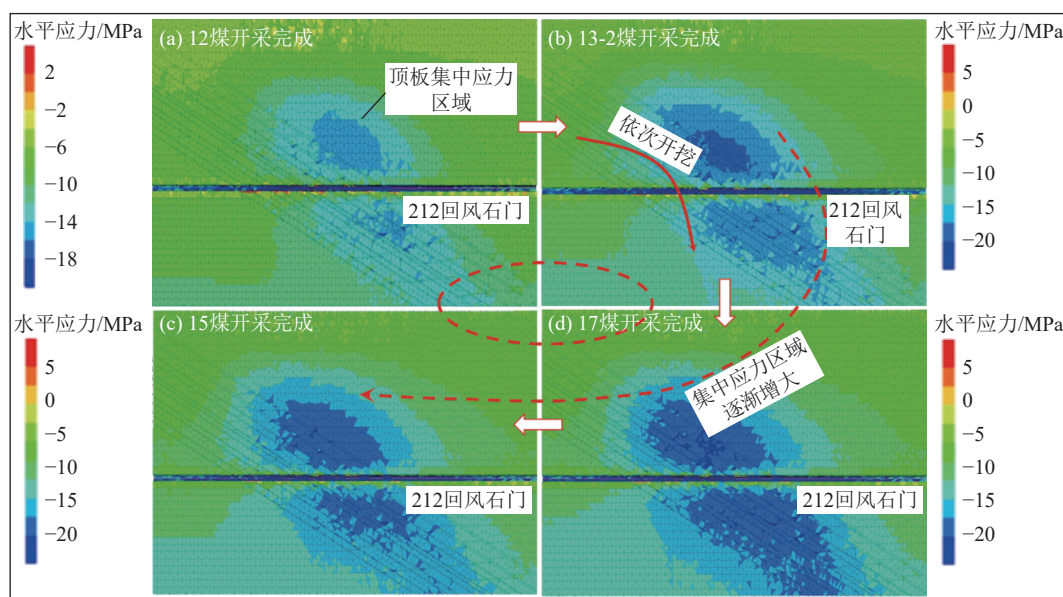 水平应力/MPa
2
−2
−6
−10
−14
−18
(a) 12煤开采完成
顶板集中应力
区域
212回风石门
(b) 13-2煤开采完成
依次开挖
212回风
石门
水平应力/MPa
5
0
−5
−10
−15
−20
水平应力/MPa
5
0
−5
−10
−15
−20
(c) 15煤开采完成
212回风石门
(d) 17煤开采完成
集中应力区域
逐渐增大
212回风石门
水平应力/MPa
5
0
−5
−10
−15
−20